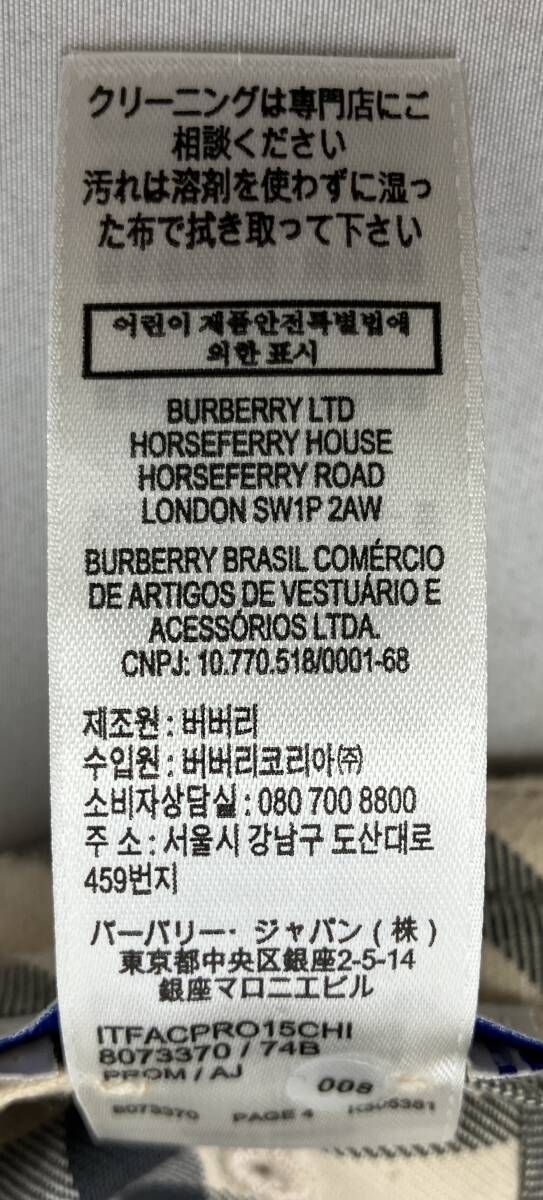 クリーニングは専門店にご
相談ください
汚れは溶剤を使わずに湿っ
た布で拭き取って下さい
어린이 제품안전특별법에
의한 표시
BURBERRY LTD
HORSEFERRY HOUSE
HORSEFERRY ROAD
LONDON SW1P 2AW
BURBERRY BRASIL COMÉRCIO
DE ARTIGOS DE VESTUÁRIO E
ACESSÓRIOS LTDA.
CNPJ: 10.770.518/0001-68
제조원 : 버버리
수입원 : 버버리코리아㈜
소비자상담실 : 080 700 8800
주 소 : 서울시 강남구 도산대로
459번지
バーバリー・ ジャパン ( 株 )
東京都中央区銀座2-5-14
銀座マロニエビル
ITFACPRO15CHI
8073370 / 74B
PROM / AJ
008
8073370 PAGE 4